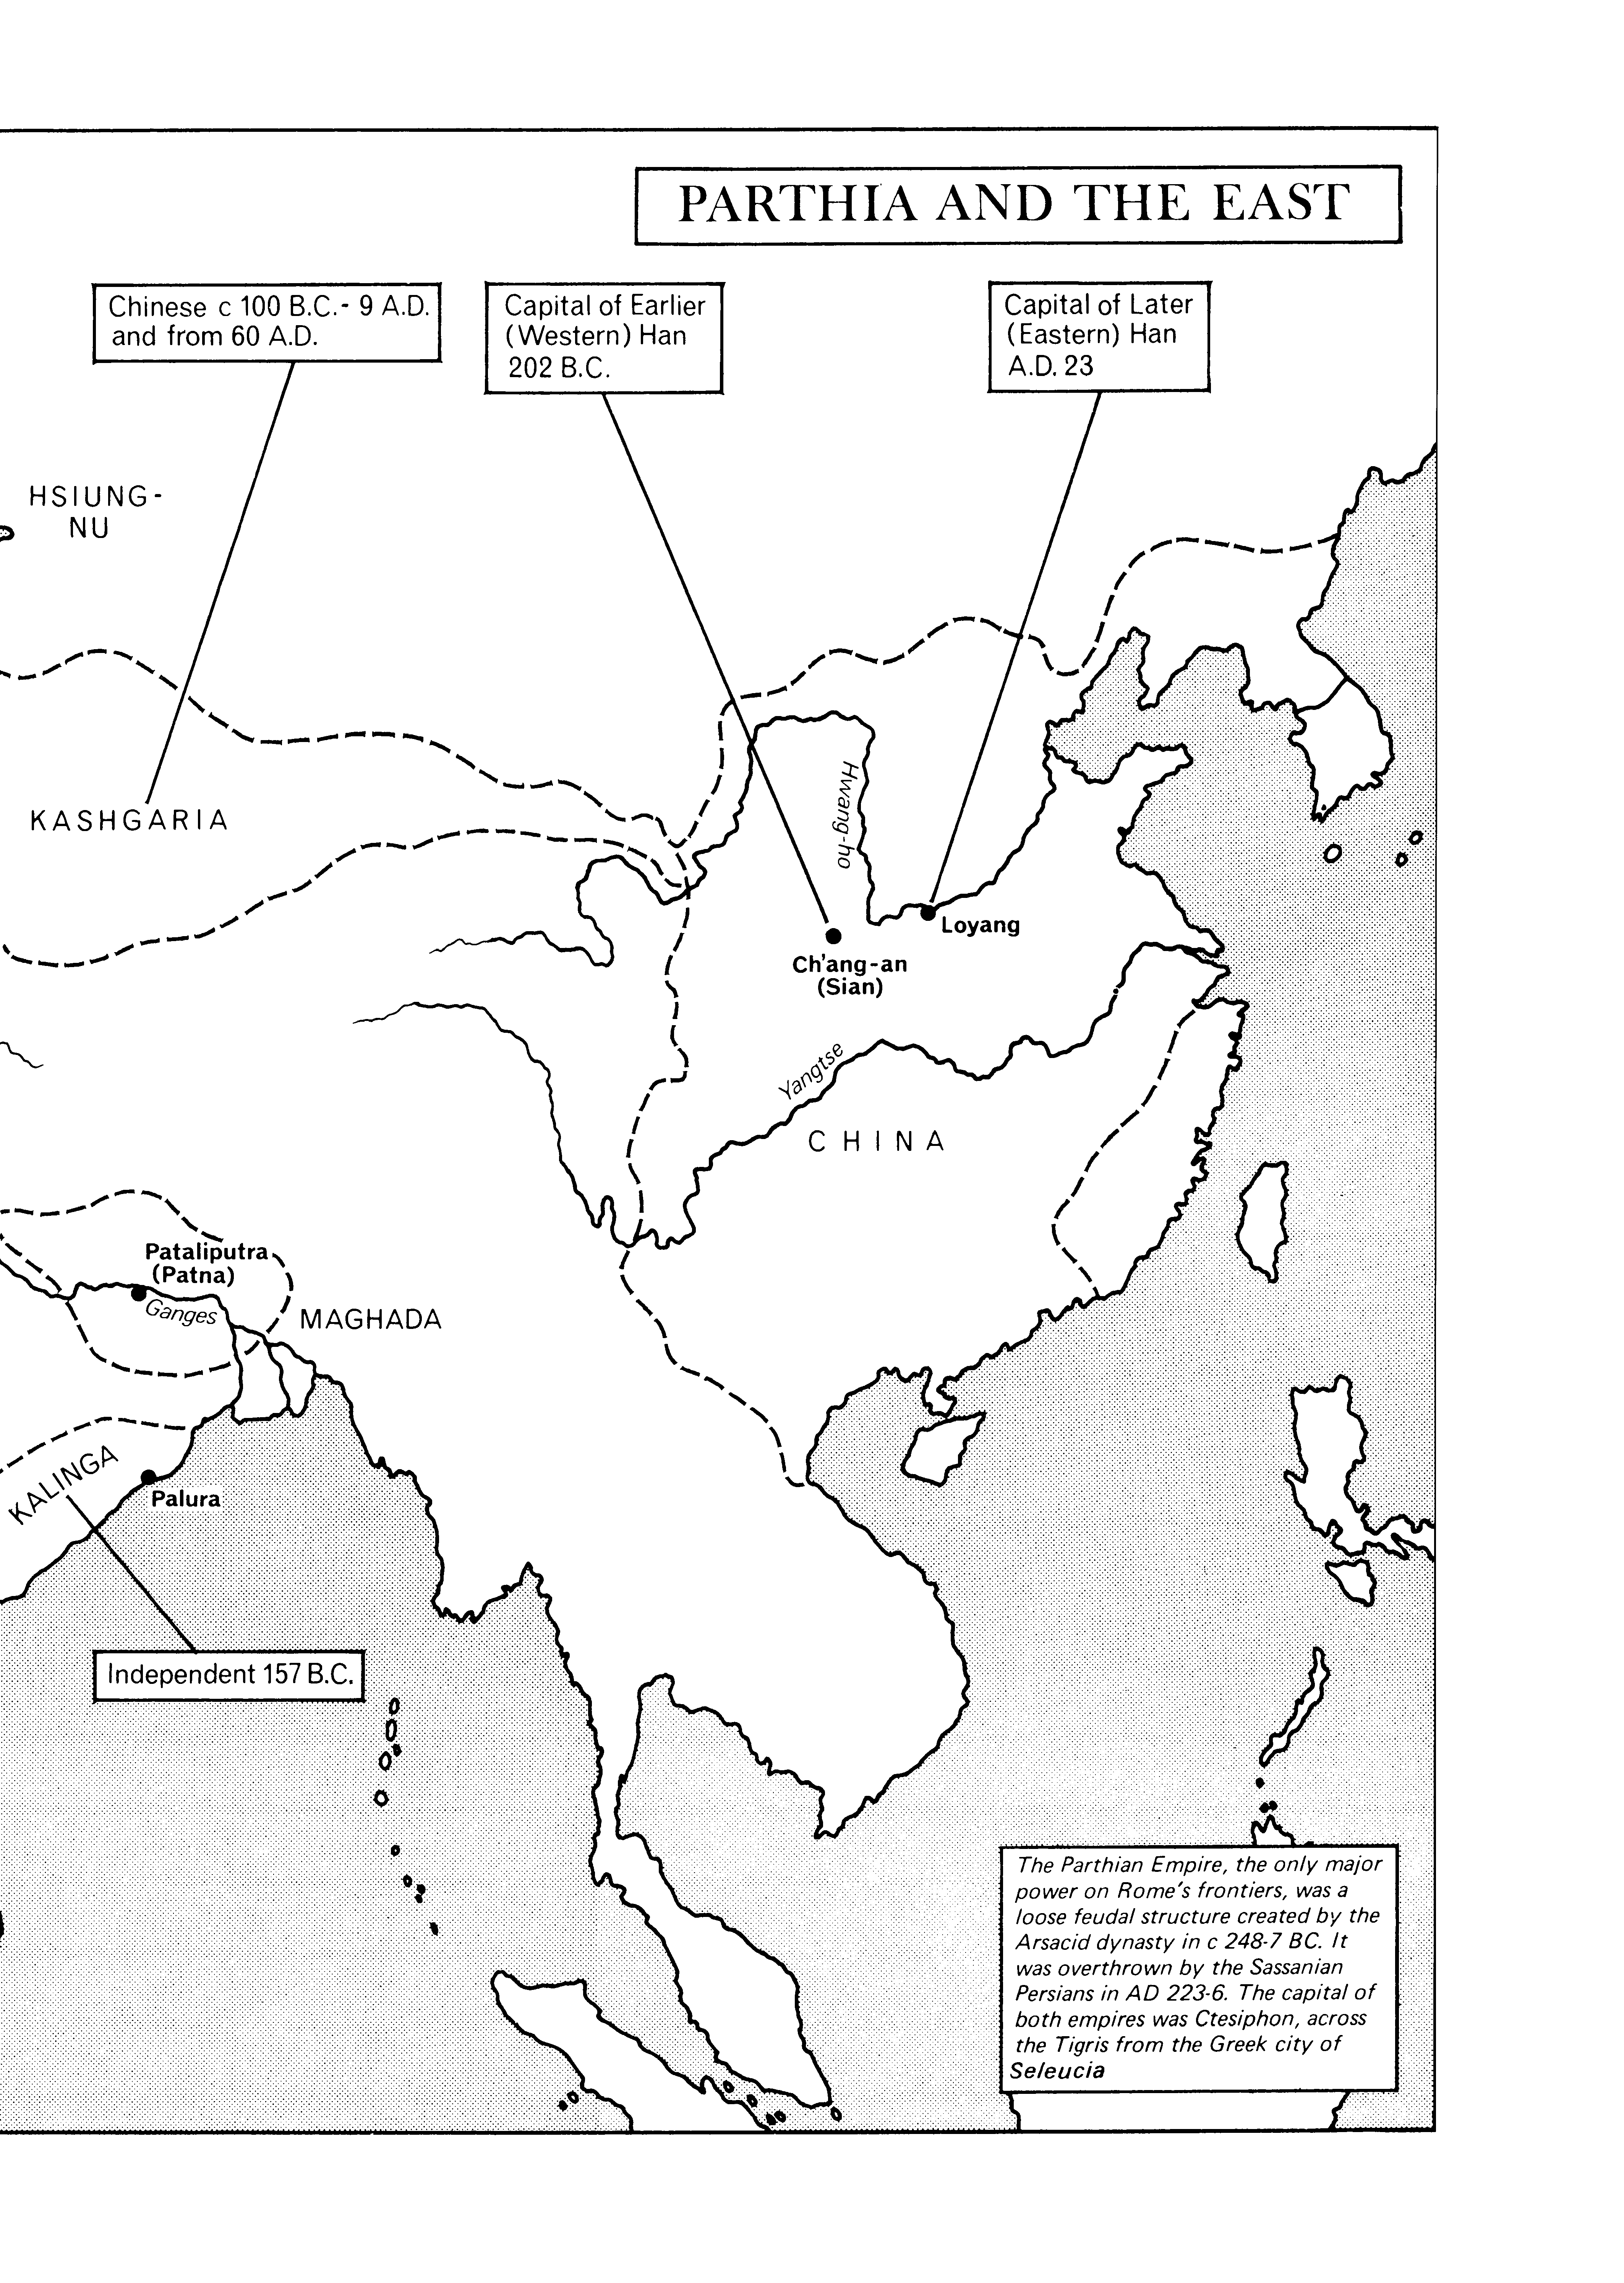 PARTHIA AND THE EAST
Chinese c 100 B.C.- 9 A.D.
and from 60 A.D.
Capital of Earlier
(Western) Han
202 B.C.
Capital of Later
(Eastern) Han
A.D. 23
HSIUNG-
NU
KASHGARIA
Hwang-ho
Loyang
Ch'ang-an
(Sian)
Yangtse
CHINA
Pataliputra
(Patna)
Ganges
MAGHADA
KALINGA
Palura
Independent 157 B.C.
The Parthian Empire, the only major
power on Rome's frontiers, was a
loose feudal structure created by the
Arsacid dynasty in c 248-7 BC. It
was overthrown by the Sassanian
Persians in AD 223-6. The capital of
both empires was Ctesiphon, across
the Tigris from the Greek city of
Seleucia